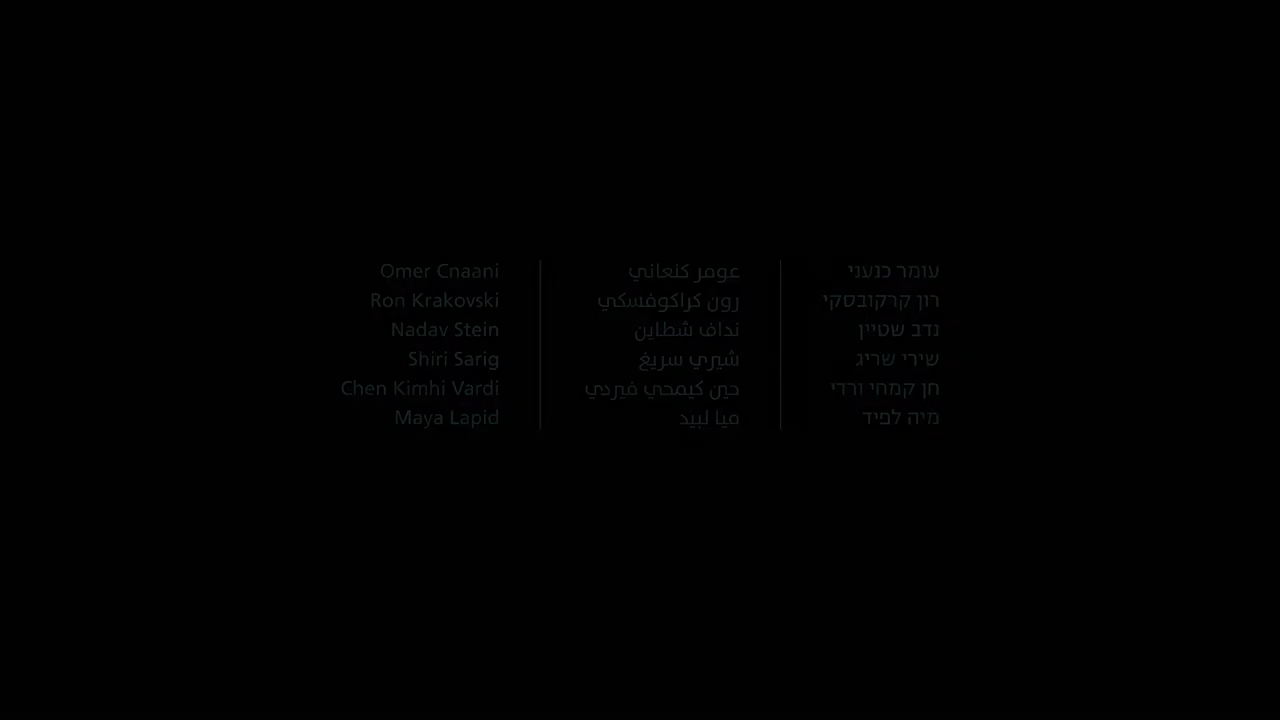 Omer Cnaani
Ron Krakovski
Nadav Stein
Shiri Sarig
Chen Kimhi Vardi
Maya Lapid
عومر كنعاني
رون كراكوفسكي
نداف شطاين
شيري سريغ
حين كيمحي فيردي
ميا لبيد
עומר כנעני
רון קרקובסקי
נדב שטיין
שירי שריג
חן קמחי ורדי
מיה לפיד